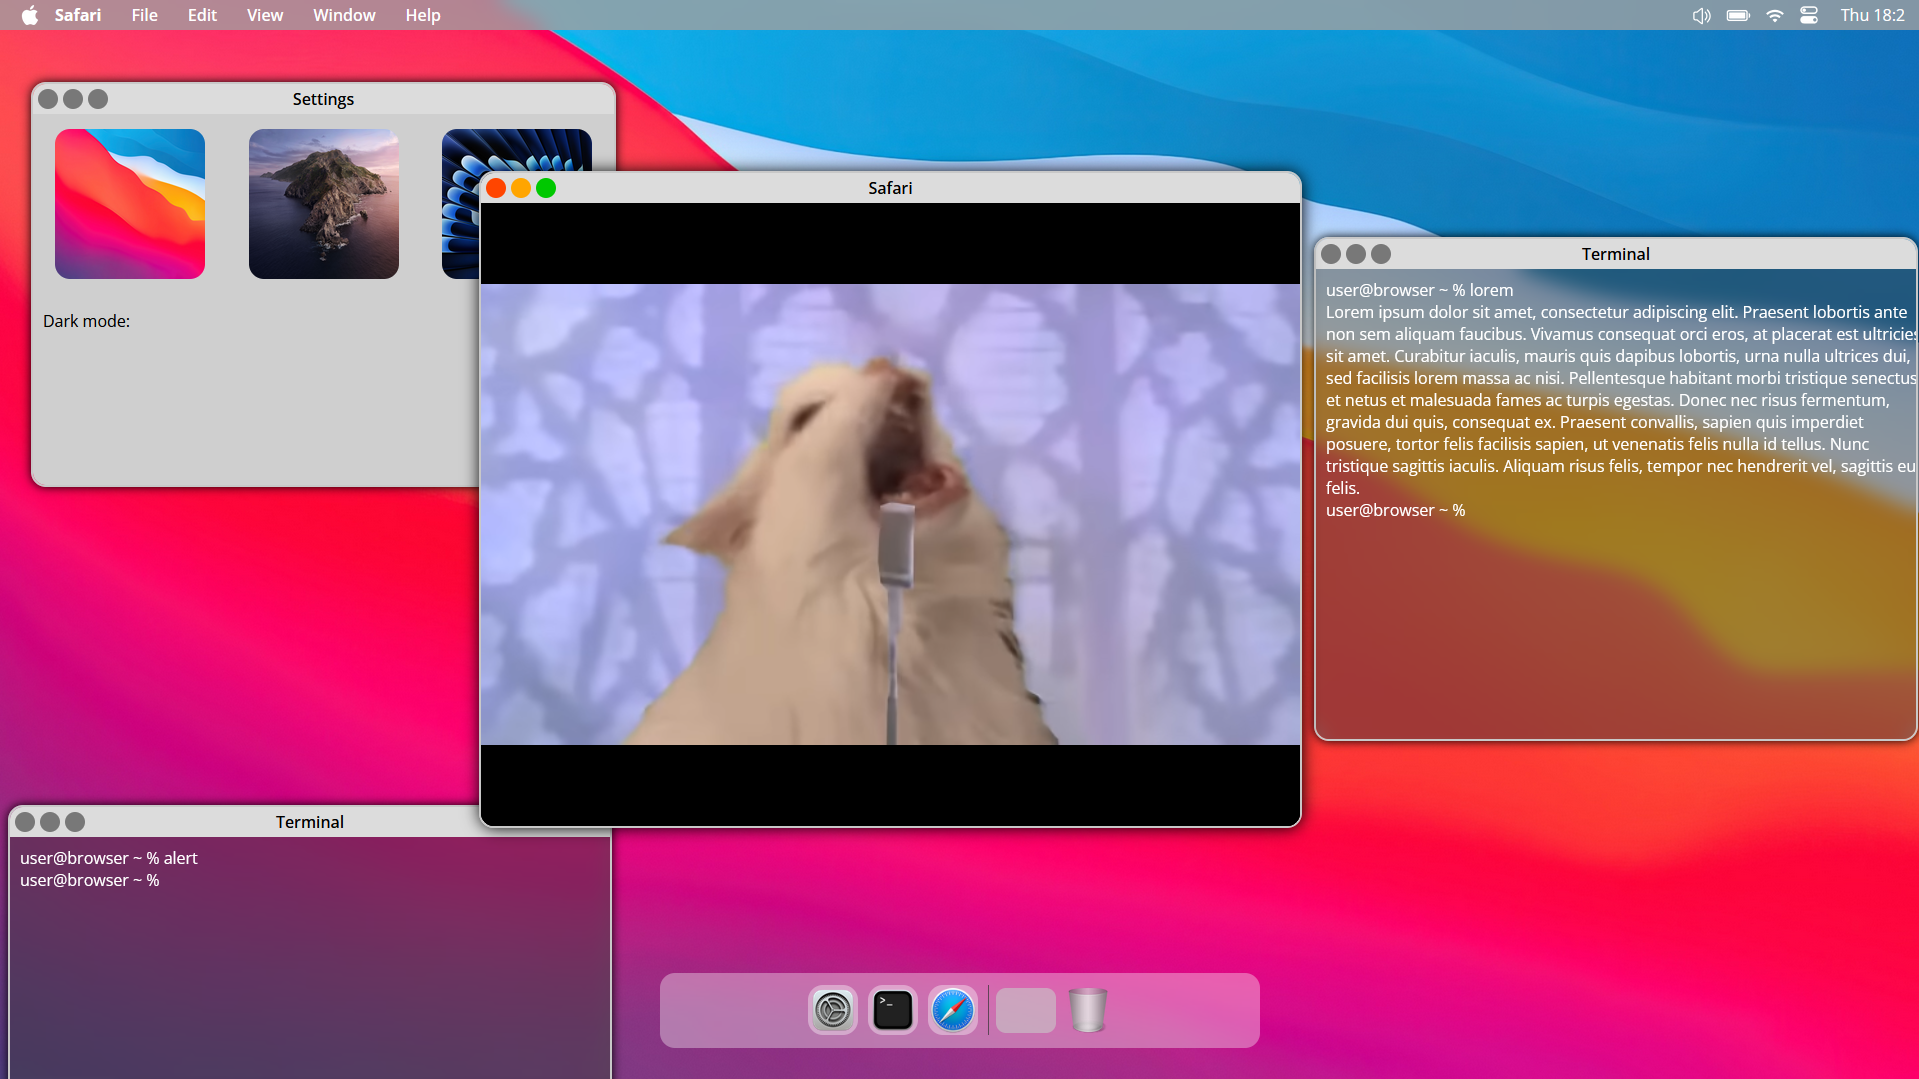 Safari File Edit View Window Help Thu 18:2
Settings
Dark mode:
Safari
Terminal
user@browser ~ % lorem
Lorem ipsum dolor sit amet, consectetur adipiscing elit. Praesent lobortis ante
non sem aliquam faucibus. Vivamus consequat orci eros, at placerat est ultricies
sit amet. Curabitur iaculis, mauris quis dapibus lobortis, urna nulla ultrices dui,
sed facilisis lorem massa ac nisi. Pellentesque habitant morbi tristique senectus
et netus et malesuada fames ac turpis egestas. Donec nec risus fermentum,
gravida dui quis, consequat ex. Praesent convallis, sapien quis imperdiet
posuere, tortor felis facilisis sapien, ut venenatis felis nulla id tellus. Nunc
tristique sagittis iaculis. Aliquam risus felis, tempor nec hendrerit vel, sagittis eu
felis.
user@browser ~ %
Terminal
user@browser ~ % alert
user@browser ~ %
>_